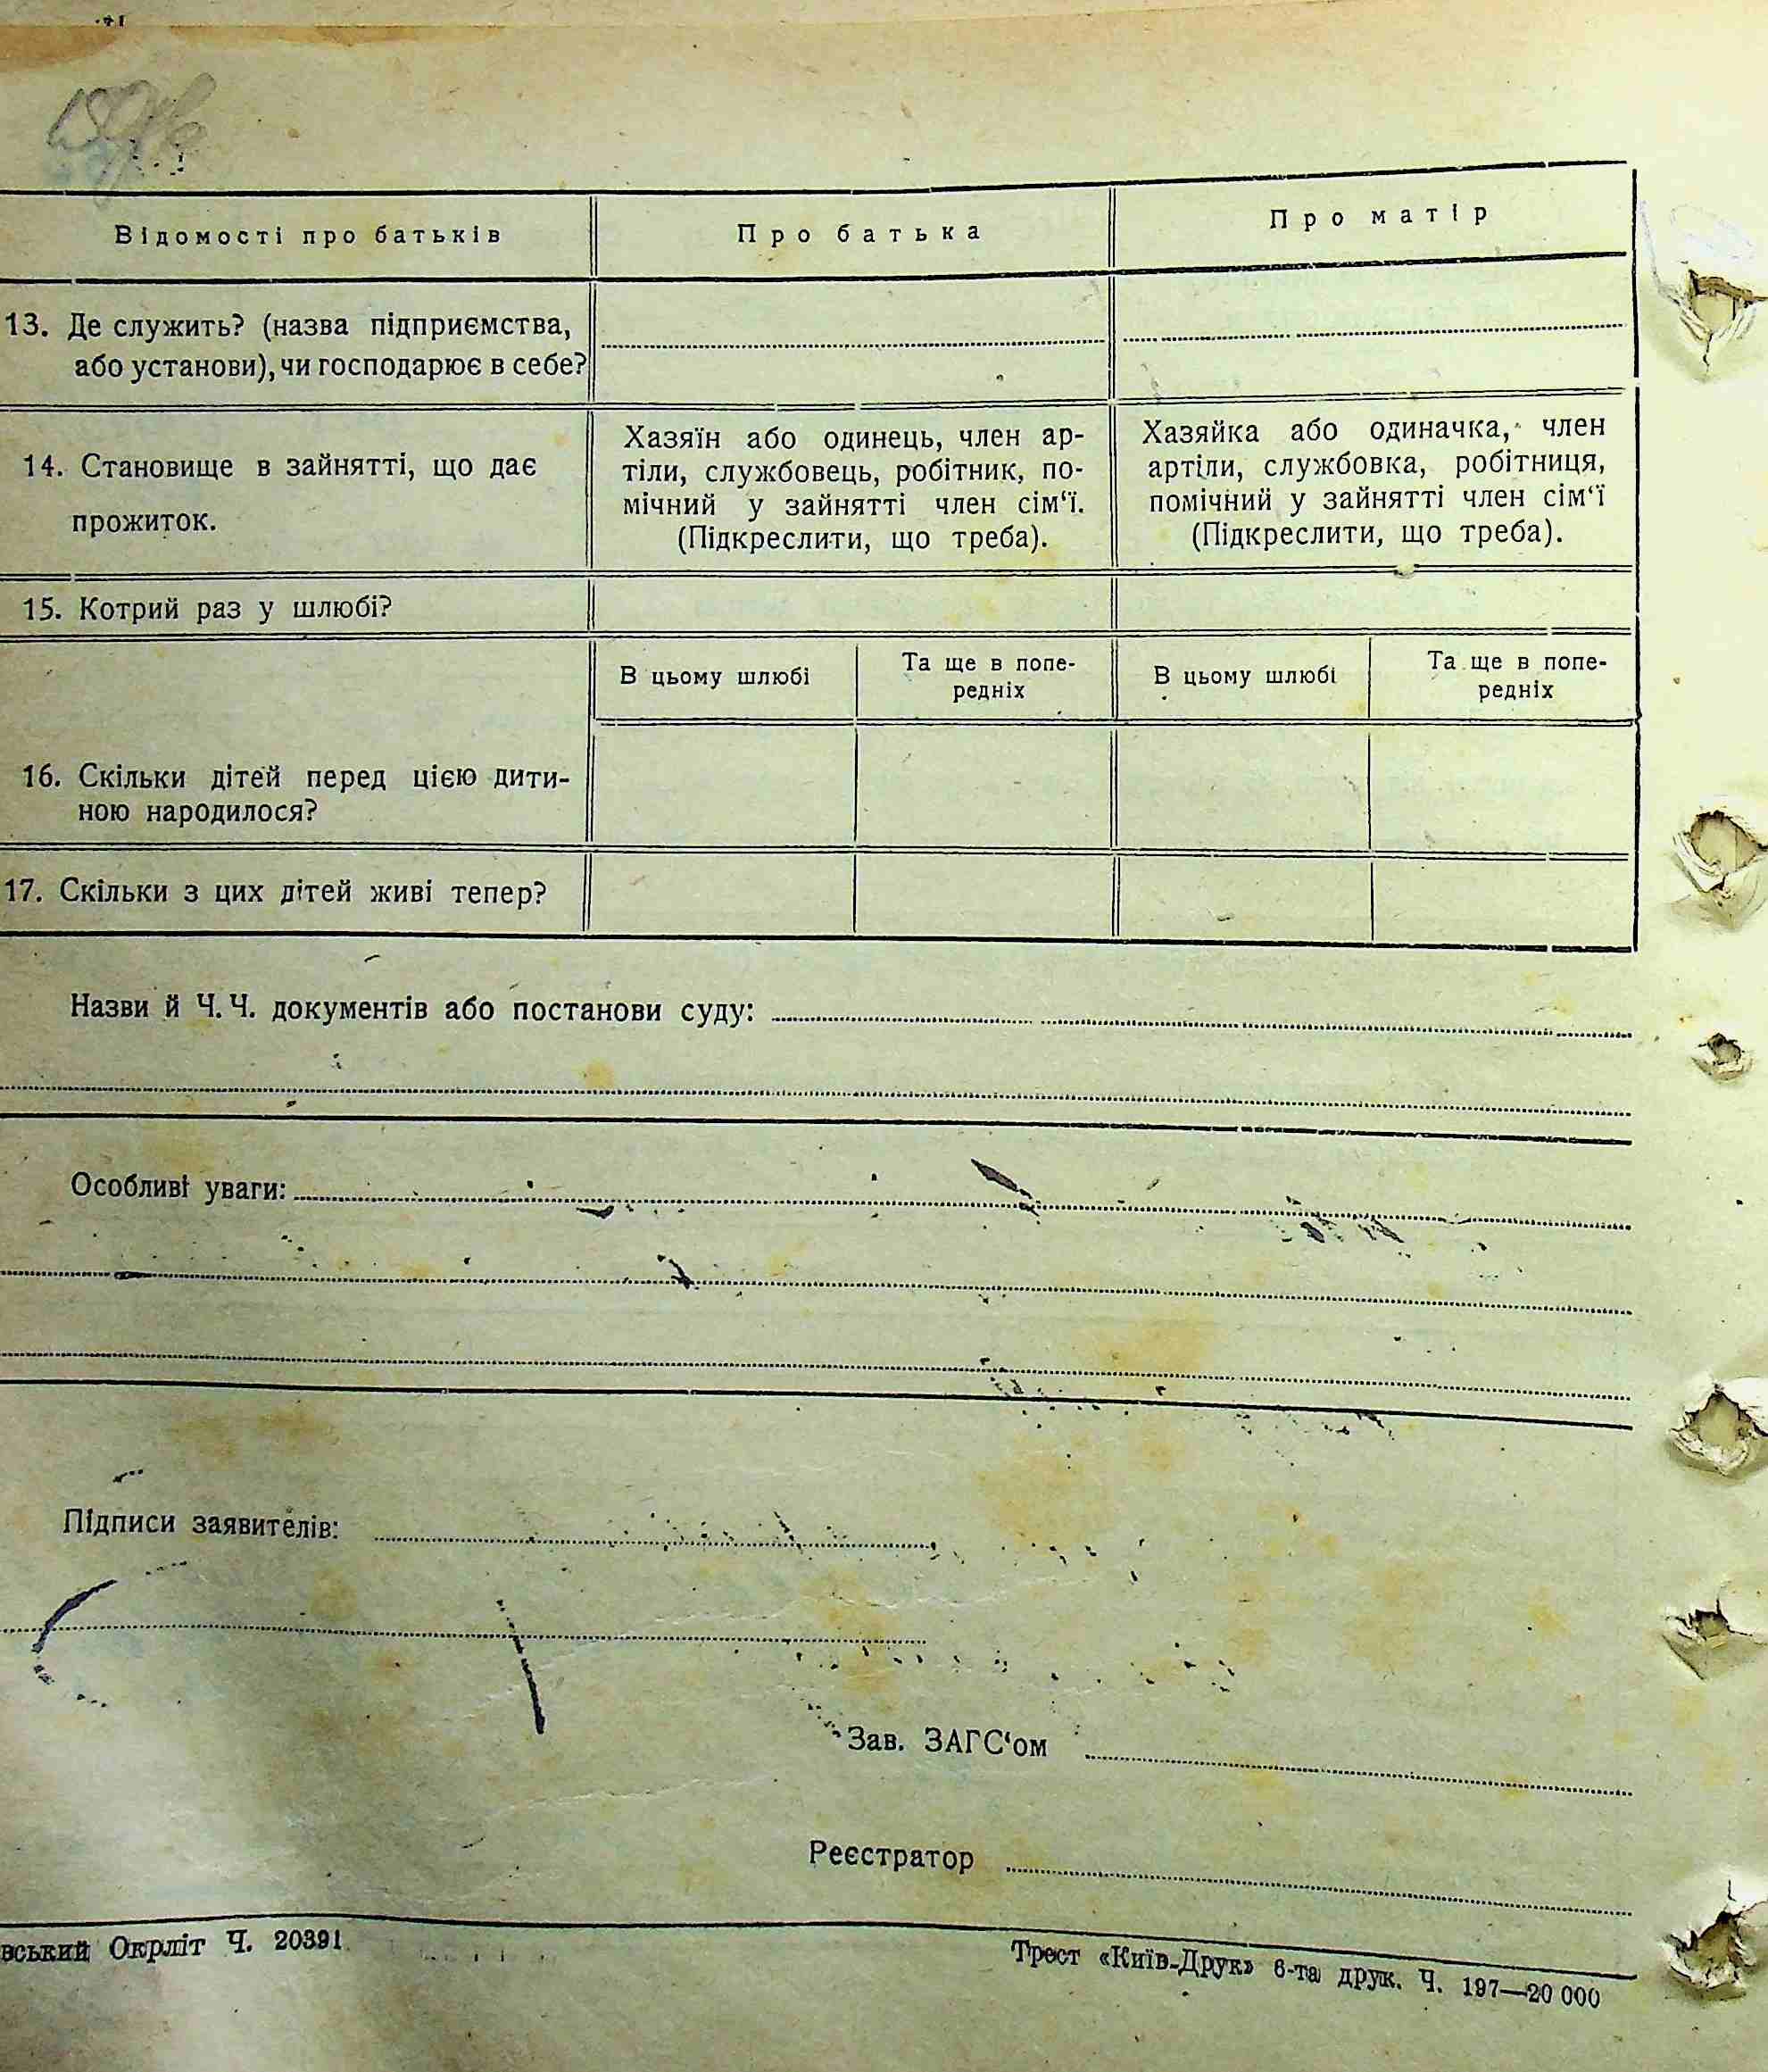 Відомості про батьків
Про батька
Про матір
13. Де служить? (назва підприємства,
або установи), чи господарює в себе?
14. Становище в зайнятті, що дає
прожиток.
Хазяїн або одинець, член ар-
тіли, службовець, робітник, по-
мічний у зайнятті член сім‘ї.
(Підкреслити, що треба).
Хазяйка або одиначка, член
артіли, службовка, робітниця,
помічний у зайнятті член сім‘ї
(Підкреслити, що треба).
15. Котрий раз у шлюбі?
В цьому шлюбі
Та ще в попе-
редніх
В цьому шлюбі
Та ще в попе-
редніх
16. Скільки дітей перед цією дити-
ною народилося?
17. Скільки з цих дітей живі тепер?
Назви й Ч. Ч. документів або постанови суду:
Особливі уваги:
Підписи заявителів:
Зав. ЗАГС‘ом
Реєстратор
вський Окрліт Ч. 20391
Трест «Київ-Друк» 6-та друк. Ч. 197—20 000